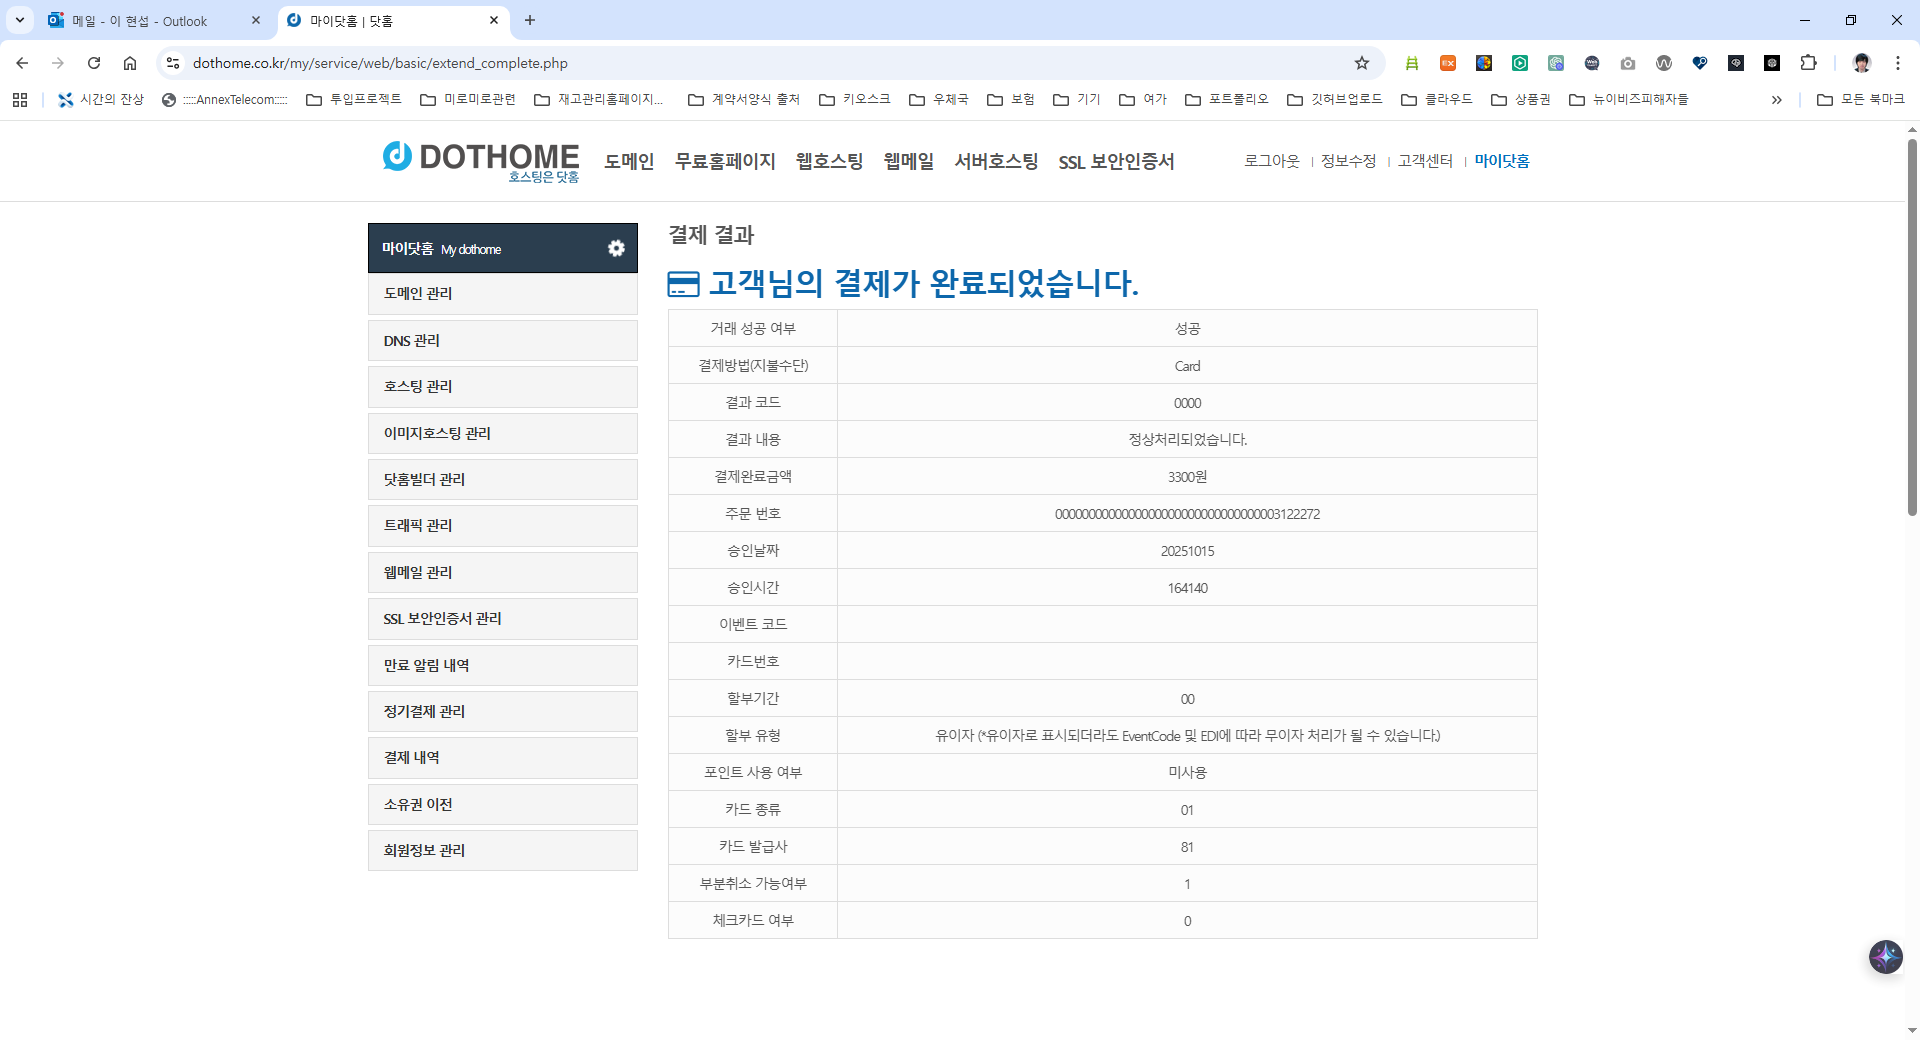 메일 - 이 현섭 - Outlook
마이닷홈 | 닷홈
dothome.co.kr/my/service/web/basic/extend_complete.php
시간의 잔상
:::::AnnexTelecom:::::
투입프로젝트
미로미로관련
재고관리홈페이지...
계약서양식 출처
키오스크
우체국
보험
기기
여가
포트폴리오
깃허브업로드
클라우드
상품권
뉴이비즈피해자들
모든 북마크
DOTHOME
호스팅은 닷홈
도메인 무료홈페이지 웹호스팅 웹메일 서버호스팅 SSL 보안인증서
로그아웃 | 정보수정 | 고객센터 | 마이닷홈
마이닷홈 My dothome
도메인 관리
DNS 관리
호스팅 관리
이미지호스팅 관리
닷홈빌더 관리
트래픽 관리
웹메일 관리
SSL 보안인증서 관리
만료 알림 내역
정기결제 관리
결제 내역
소유권 이전
회원정보 관리
결제 결과
고객님의 결제가 완료되었습니다.
거래 성공 여부 성공
결제방법(지불수단) Card
결과 코드 0000
결과 내용 정상처리되었습니다.
결제완료금액 3300원
주문 번호
승인날짜 20251015
승인시간 164140
이벤트 코드
카드번호
할부기간 00
할부 유형 유이자 (*유이자로 표시되더라도 EventCode 및 EDI에 따라 무이자 처리가 될 수 있습니다.)
포인트 사용 여부 미사용
카드 종류 01
카드 발급사 81
부분취소 가능여부 1
체크카드 여부 0